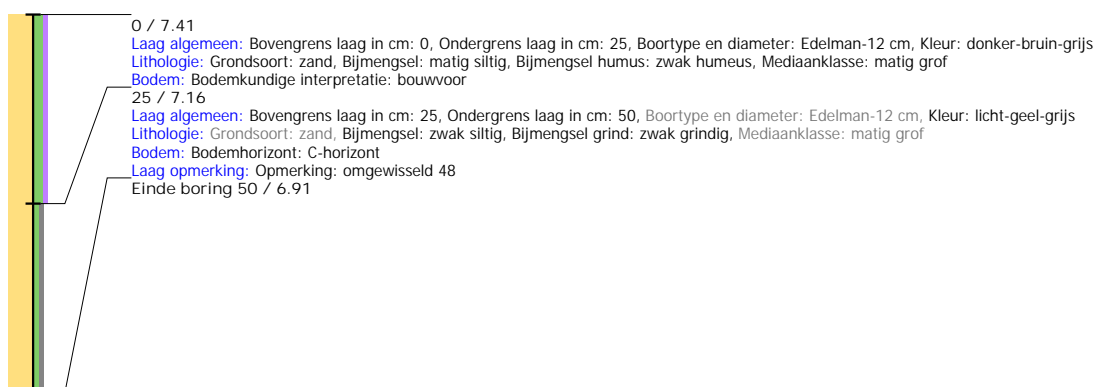 0 / 7.41
Laag algemeen: Bovengrens laag in cm: 0, Ondergrens laag in cm: 25, Boortype en diameter: Edelman-12 cm, Kleur: donker-bruin-grijs
Lithologie: Grondsoort: zand, Bijmengsel: matig siltig, Bijmengsel humus: zwak humeus, Mediaanklasse: matig grof
Bodem: Bodemkundige interpretatie: bouwvoor
25 / 7.16
Laag algemeen: Bovengrens laag in cm: 25, Ondergrens laag in cm: 50, Boortype en diameter: Edelman-12 cm, Kleur: licht-geel-grijs
Lithologie: Grondsoort: zand, Bijmengsel: zwak siltig, Bijmengsel grind: zwak grindig, Mediaanklasse: matig grof
Bodem: Bodemhorizont: C-horizont
Laag opmerking: Opmerking: omgewisseld 48
Einde boring 50 / 6.91